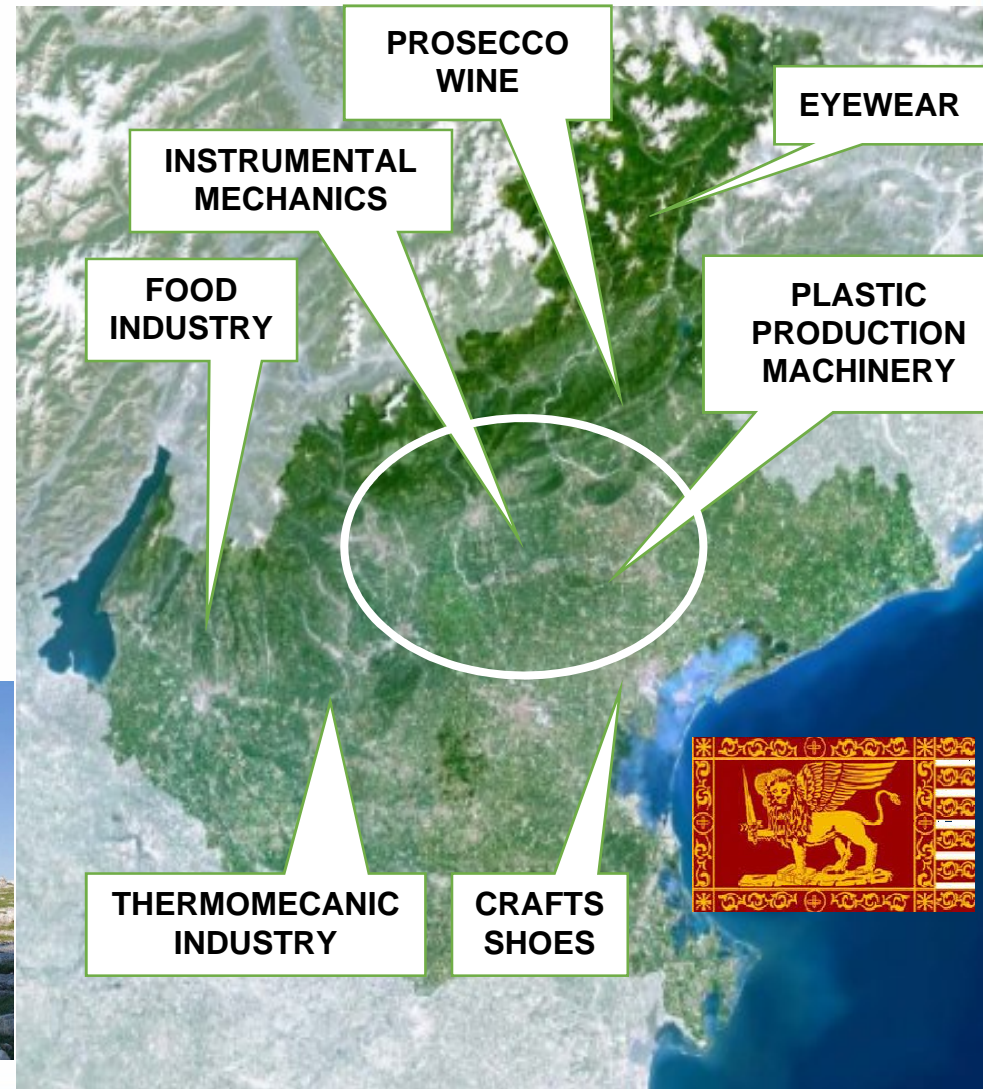 PROSECCO
WINE
EYEWEAR
INSTRUMENTAL
MECHANICS
FOOD
INDUSTRY
PLASTIC
PRODUCTION
MACHINERY
THERMOMECANIC
INDUSTRY
CRAFTS
SHOES